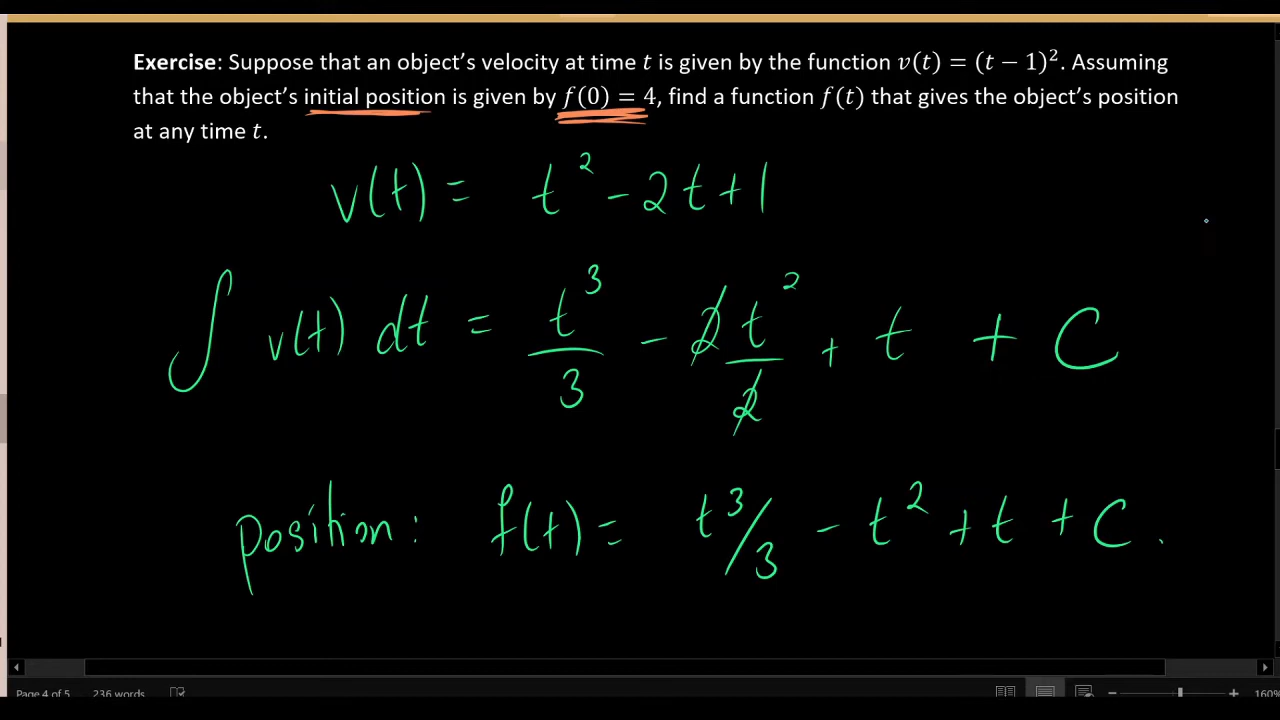 Exercise: Suppose that an object's velocity at time t is given by the function v(t) = (t − 1)². Assuming
that the object's initial position is given by f(0) = 4, find a function f(t) that gives the object's position
at any time t.
v(t) = t² − 2t + 1
∫ v(t) dt = t³/3 − 2t²/2 + t + C
position: f(t) = t³/3 − t² + t + C.
Page 4 of 5 236 words 160%